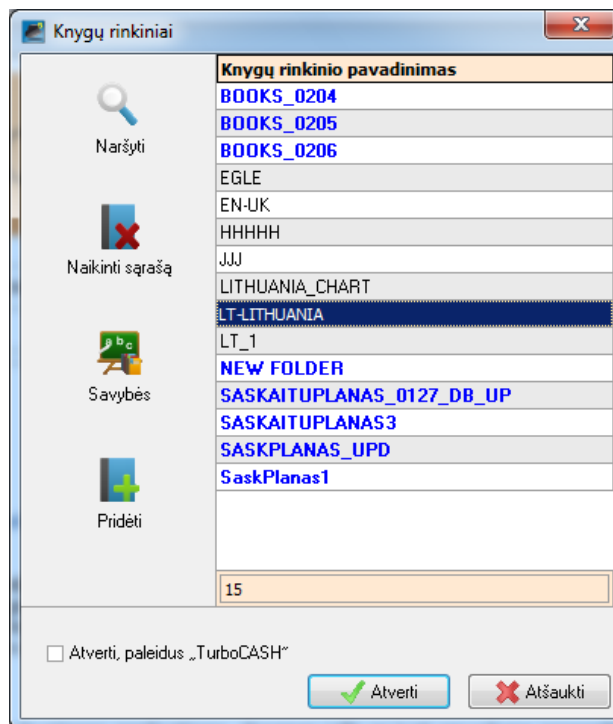 Knygų rinkiniai
Naršyti
Naikinti sąrašą
Savybės
Pridėti
Knygų rinkinio pavadinimas
BOOKS_0204
BOOKS_0205
BOOKS_0206
EGLE
EN-UK
HHHHH
JJJ
LITHUANIA_CHART
LT-LITHUANIA
LT_1
NEW FOLDER
SASKAITUPLANAS_0127_DB_UP
SASKAITUPLANAS3
SASKPLANAS_UPD
SaskPlanas1
15
Atverti, paleidus „TurboCASH“
Atverti
Atšaukti